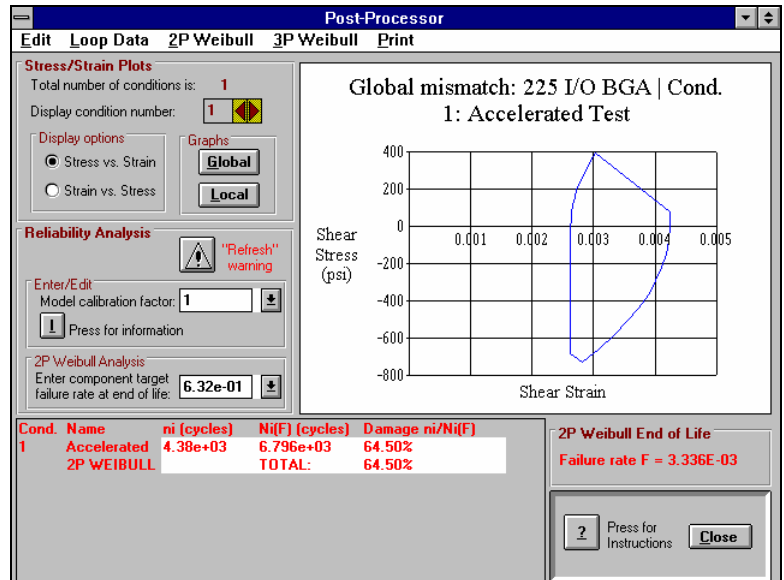 Post-Processor
Edit Loop Data 2P Weibull 3P Weibull Print
Stress/Strain Plots
Total number of conditions is: 1
Display condition number: 1
Display options
Stress vs. Strain
Strain vs. Stress
Graphs
Global
Local
Reliability Analysis
"Refresh"
warning
Enter/Edit
Model calibration factor: 1
I Press for information
2P Weibull Analysis
Enter component target
failure rate at end of life: 6.32e-01
Global mismatch: 225 I/O BGA | Cond.
1: Accelerated Test
Shear
Stress
(psi)
400
200
0
-200
-400
-600
-800
0.001 0.002 0.003 0.004 0.005
Shear Strain
Cond. Name ni (cycles) Ni(F) (cycles) Damage ni/Ni(F)
1 Accelerated 4.38e+03 6.796e+03 64.50%
2P WEIBULL TOTAL: 64.50%
2P Weibull End of Life
Failure rate F = 3.336E-03
? Press for
Instructions
Close